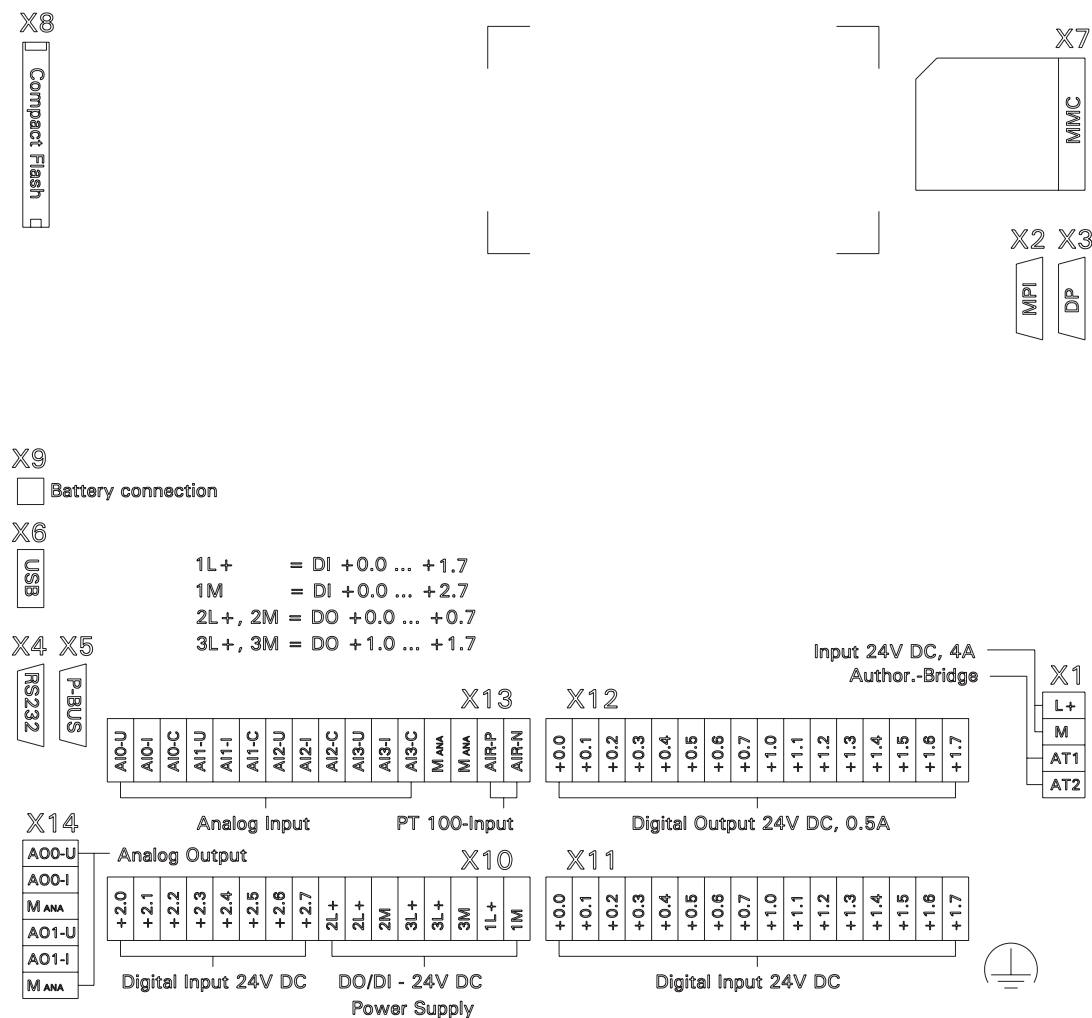 X8
Compact Flash
X7
MMC
X2 X3
MPI
DP
X9
Battery connection
X6
USB
1L+ = DI +0.0 ... +1.7
1M = DI +0.0 ... +2.7
2L+, 2M = DO +0.0 ... +0.7
3L+, 3M = DO +1.0 ... +1.7
X4 X5
RS232
P-BUS
Input 24V DC, 4A
Author.-Bridge
X1
L+
M
AT1
AT2
X13
AI0-U AI0-I AI0-C AI1-U AI1-I AI1-C AI2-U AI2-I AI2-C AI3-U AI3-I AI3-C M ANA M ANA AIR-P AIR-N
Analog Input
PT 100-Input
X12
+0.0 +0.1 +0.2 +0.3 +0.4 +0.5 +0.6 +0.7 +1.0 +1.1 +1.2 +1.3 +1.4 +1.5 +1.6 +1.7
Digital Output 24V DC, 0.5A
X14
AO0-U
AO0-I
M ANA
AO1-U
AO1-I
M ANA
Analog Output
X10
+2.0 +2.1 +2.2 +2.3 +2.4 +2.5 +2.6 +2.7 2L+ 2L+ 2M 3L+ 3L+ 3M 1L+ 1M
Digital Input 24V DC
DO/DI - 24V DC
Power Supply
X11
+0.0 +0.1 +0.2 +0.3 +0.4 +0.5 +0.6 +0.7 +1.0 +1.1 +1.2 +1.3 +1.4 +1.5 +1.6 +1.7
Digital Input 24V DC